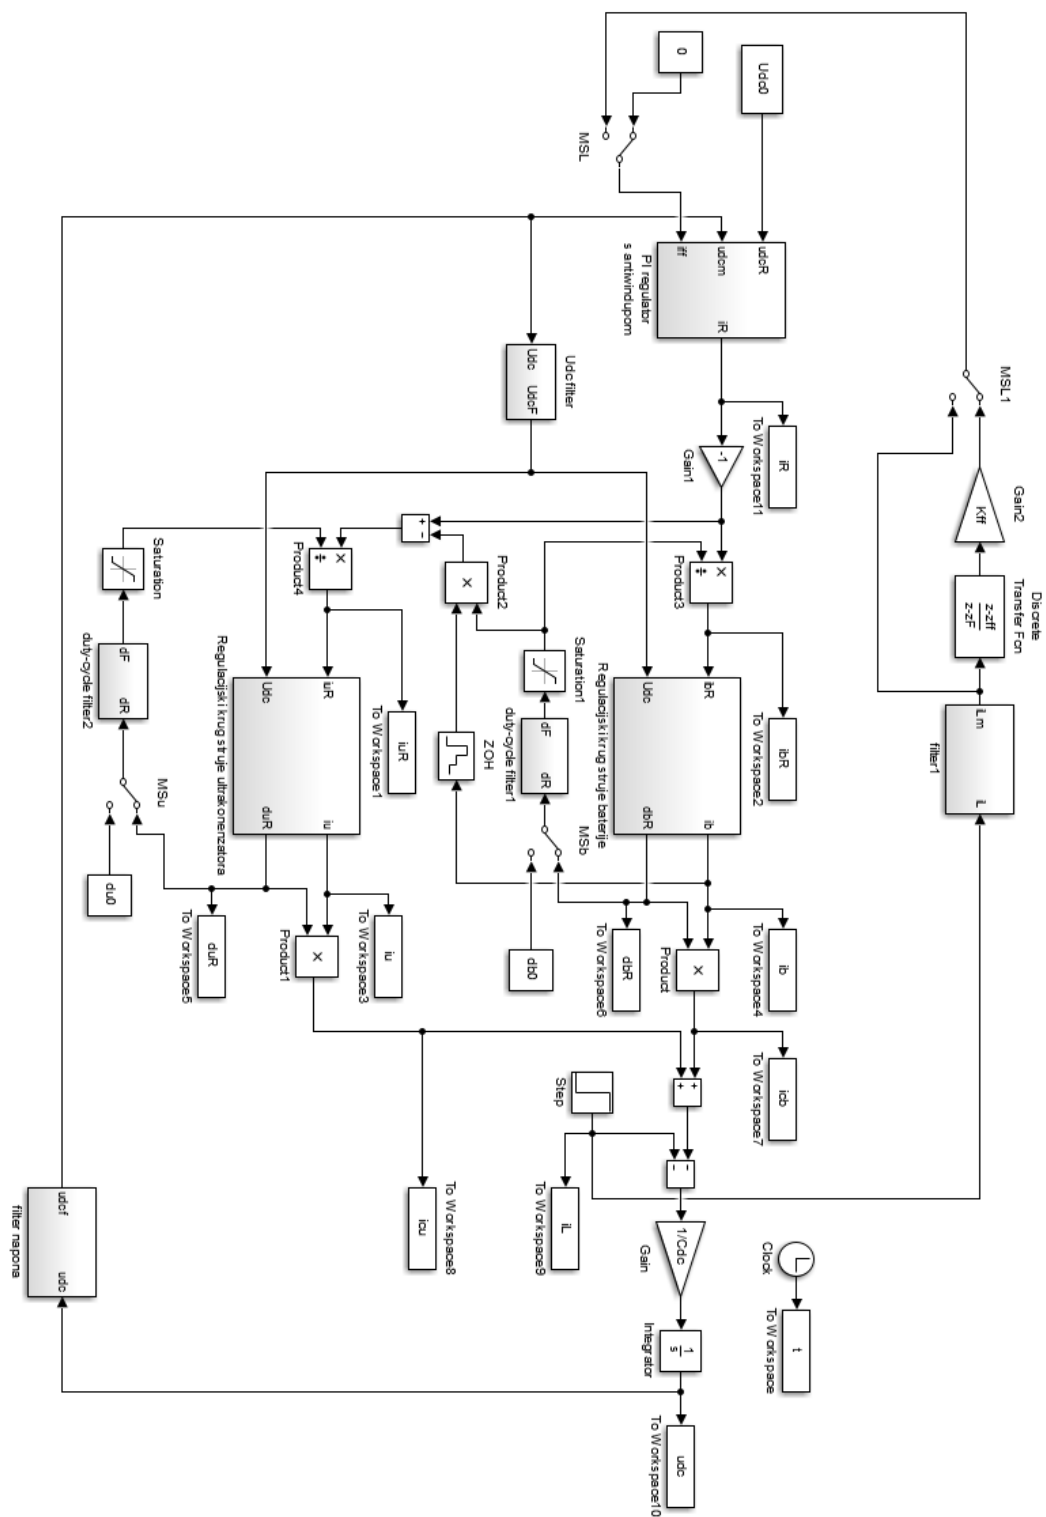 MSL1
Gain2
Kff
Discrete
Transfer Fcn
z-zff
z-zF
iLm
iL
filter1
Clock
t
To Workspace
Udc0
0
MSL
udcR
udcm
iff
iR
PI regulator
s antiwindupom
iR
To Workspace11
-1
Gain1
×
÷
Product3
ibR
To Workspace2
ibR
Udc
ib
dbR
Regulacijski krug struje baterije
ib
To Workspace4
×
Product
icb
To Workspace7
+
+
-
-
1/Cdc
Gain
1
s
Integrator
udc
To Workspace10
Udc filter
Udc
UdcF
Saturation1
dF
dR
duty-cycle filter1
MSb
db0
dbR
To Workspace6
Step
iL
To Workspace9
Product2
×
ZOH
+
-
×
÷
Product4
iuR
To Workspace1
icu
To Workspace8
iuR
Udc
iu
duR
Regulacijski krug struje ultrakonenzatora
iu
To Workspace3
×
Product1
duR
To Workspace5
Saturation
dF
dR
duty-cycle filter2
MSu
du0
udcf
udc
filter napona